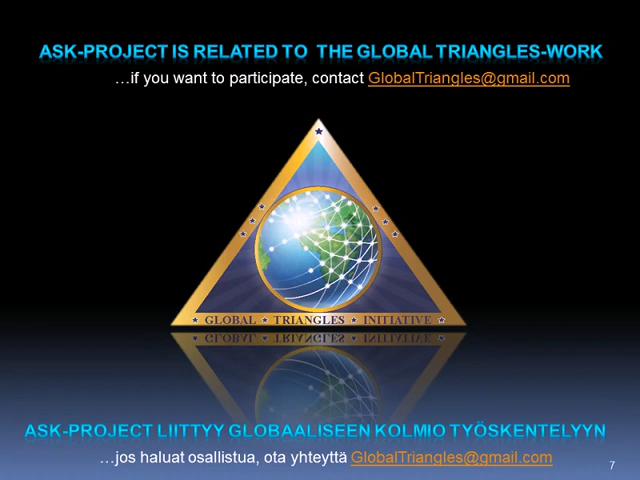 ASK-PROJECT IS RELATED TO THE GLOBAL TRIANGLES-WORK
…if you want to participate, contact GlobalTriangles@gmail.com
GLOBAL TRIANGLES INITIATIVE
ASK-PROJECT LIITTYY GLOBAALISEEN KOLMIO TYÖSKENTELYYN
…jos haluat osallistua, ota yhteyttä GlobalTriangles@gmail.com
7